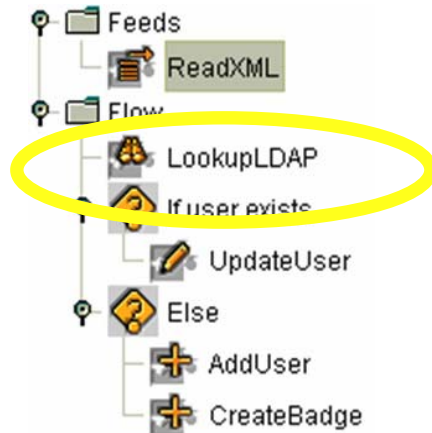 Feeds
ReadXML
Flow
LookupLDAP
If user exists
UpdateUser
Else
AddUser
CreateBadge